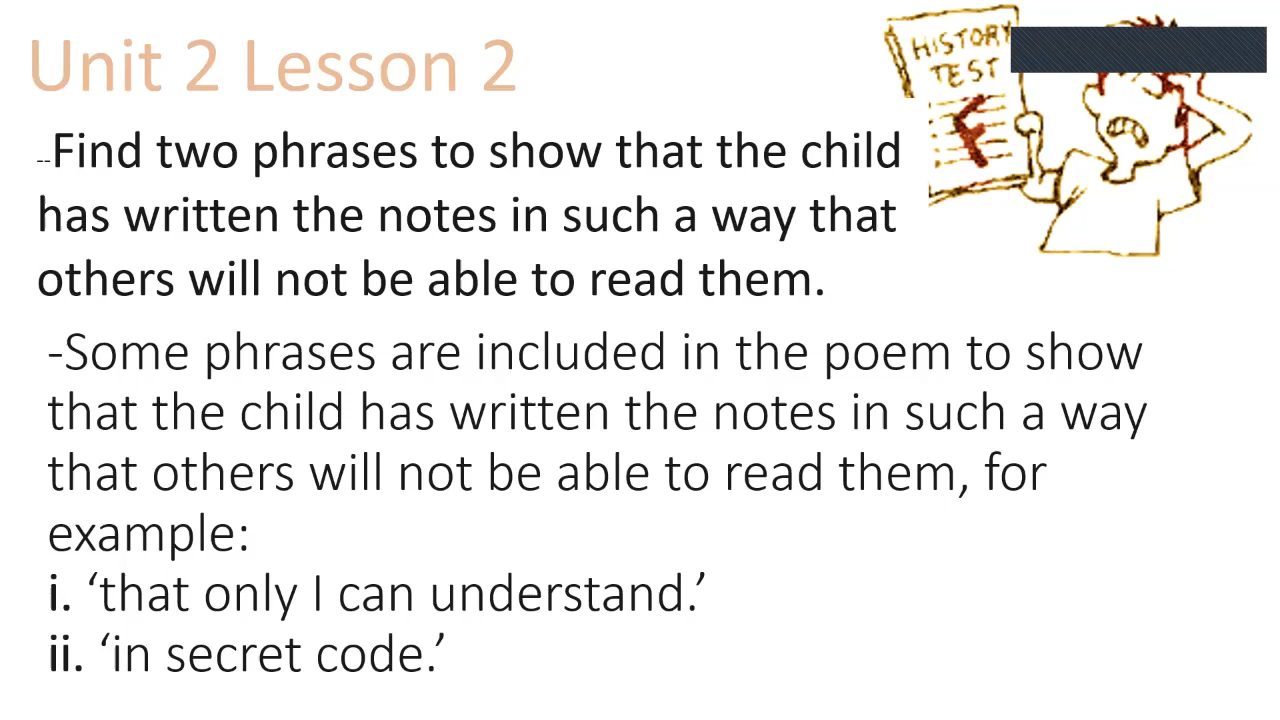 Unit 2 Lesson 2
HISTORY
TEST
F
--Find two phrases to show that the child
has written the notes in such a way that
others will not be able to read them.
-Some phrases are included in the poem to show
that the child has written the notes in such a way
that others will not be able to read them, for
example:
i. ‘that only I can understand.’
ii. ‘in secret code.’